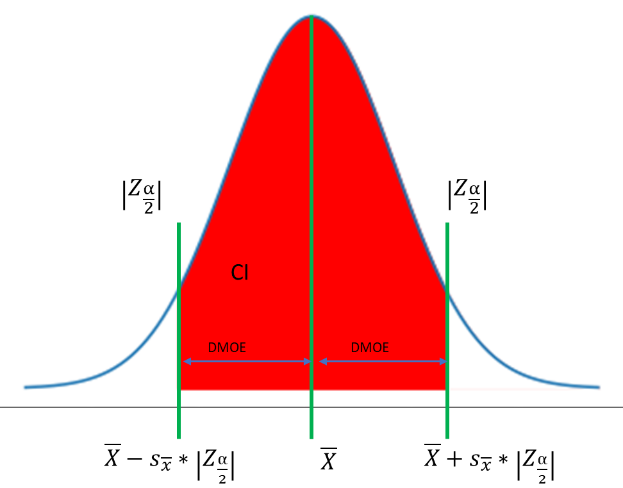 |Zα/2| |Zα/2|
CI
DMOE DMOE
X̅ − sx̅ * |Zα/2| X̅ X̅ + sx̅ * |Zα/2|